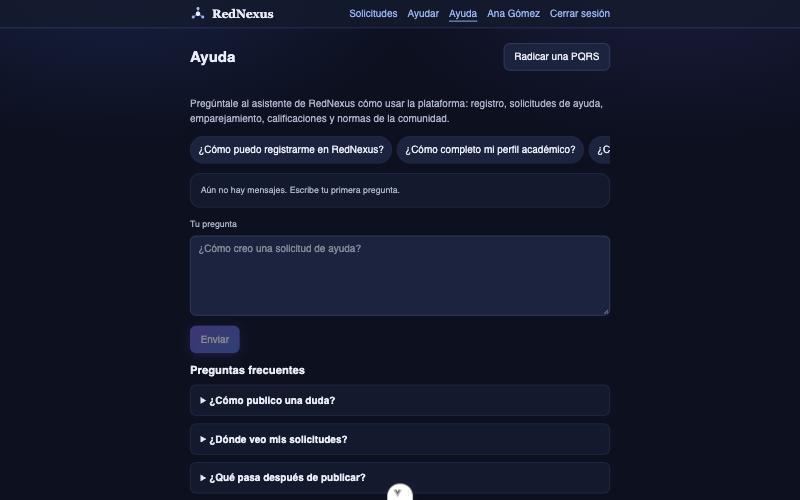 RedNexus
Solicitudes Ayudar Ayuda Ana Gómez Cerrar sesión
Ayuda
Radicar una PQRS
Pregúntale al asistente de RedNexus cómo usar la plataforma: registro, solicitudes de ayuda,
emparejamiento, calificaciones y normas de la comunidad.
¿Cómo puedo registrarme en RedNexus? ¿Cómo completo mi perfil académico? ¿C
Aún no hay mensajes. Escribe tu primera pregunta.
Tu pregunta
¿Cómo creo una solicitud de ayuda?
Enviar
Preguntas frecuentes
¿Cómo publico una duda?
¿Dónde veo mis solicitudes?
¿Qué pasa después de publicar?